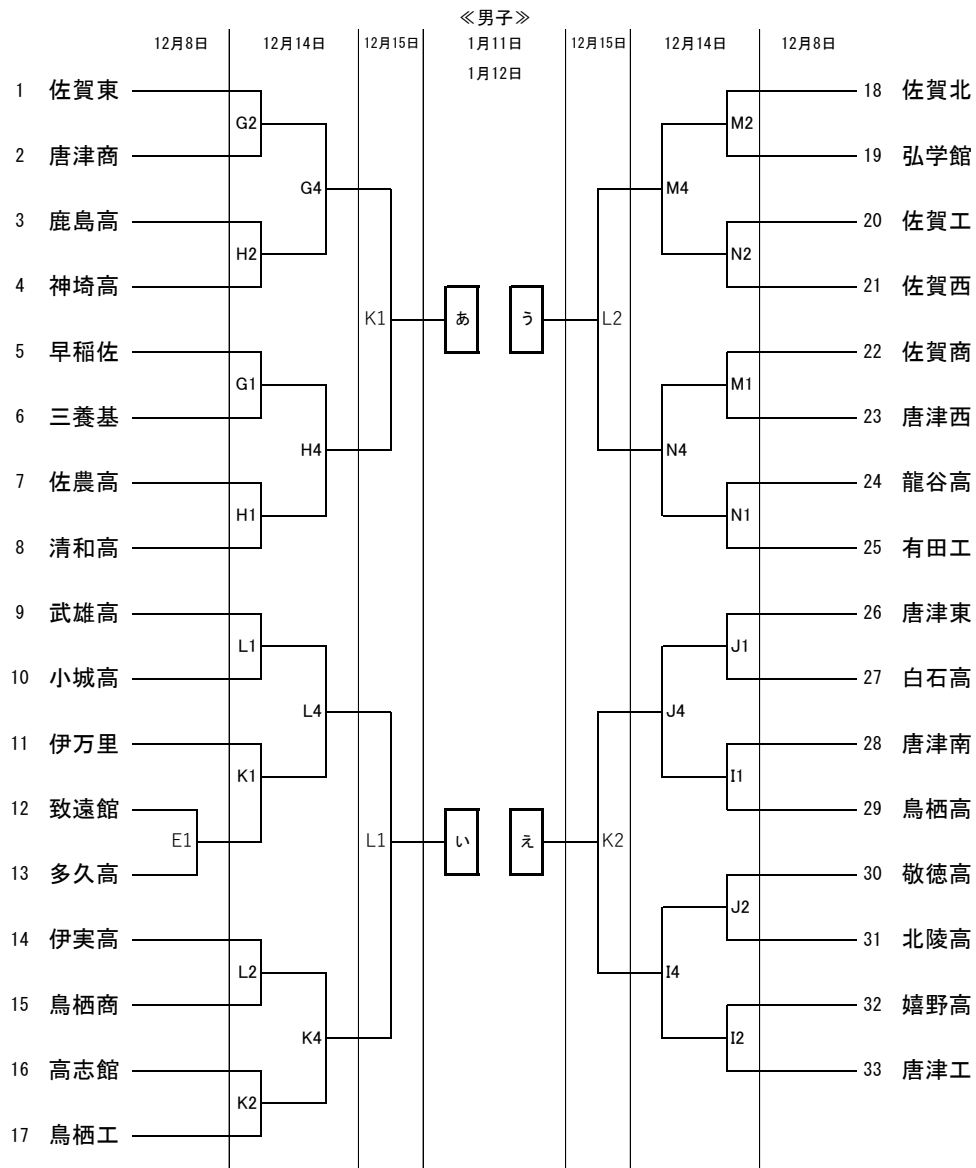 ≪男子≫
12月8日 12月14日 12月15日 1月11日 12月15日 12月14日 12月8日
1月12日
1 佐賀東 18 佐賀北
G2 M2
2 唐津商 19 弘学館
G4 M4
3 鹿島高 20 佐賀工
H2 N2
4 神埼高 21 佐賀西
K1 あ う L2
5 早稲佐 22 佐賀商
G1 M1
6 三養基 23 唐津西
H4 N4
7 佐農高 24 龍谷高
H1 N1
8 清和高 25 有田工
9 武雄高 26 唐津東
L1 J1
10 小城高 27 白石高
L4 J4
11 伊万里 28 唐津南
K1 I1
12 致遠館 29 鳥栖高
E1 L1 い え K2
13 多久高 30 敬徳高
J2
14 伊実高 31 北陵高
L2 I4
15 鳥栖商 32 嬉野高
K4 I2
16 高志館 33 唐津工
K2
17 鳥栖工